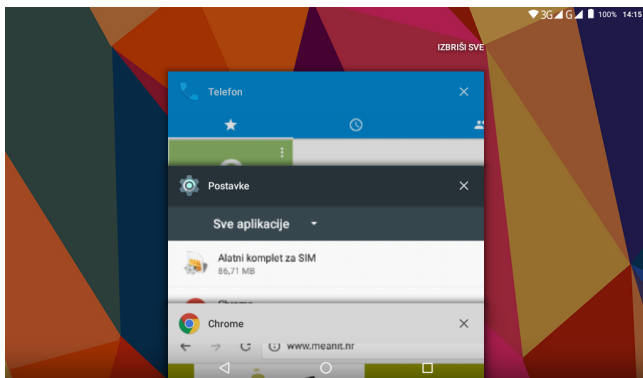 3G G 100% 14:15
IZBRIŠI SVE
Telefon
Postavke
Sve aplikacije
Alatni komplet za SIM
86,71 MB
Chrome
Chrome
www.meanit.hr